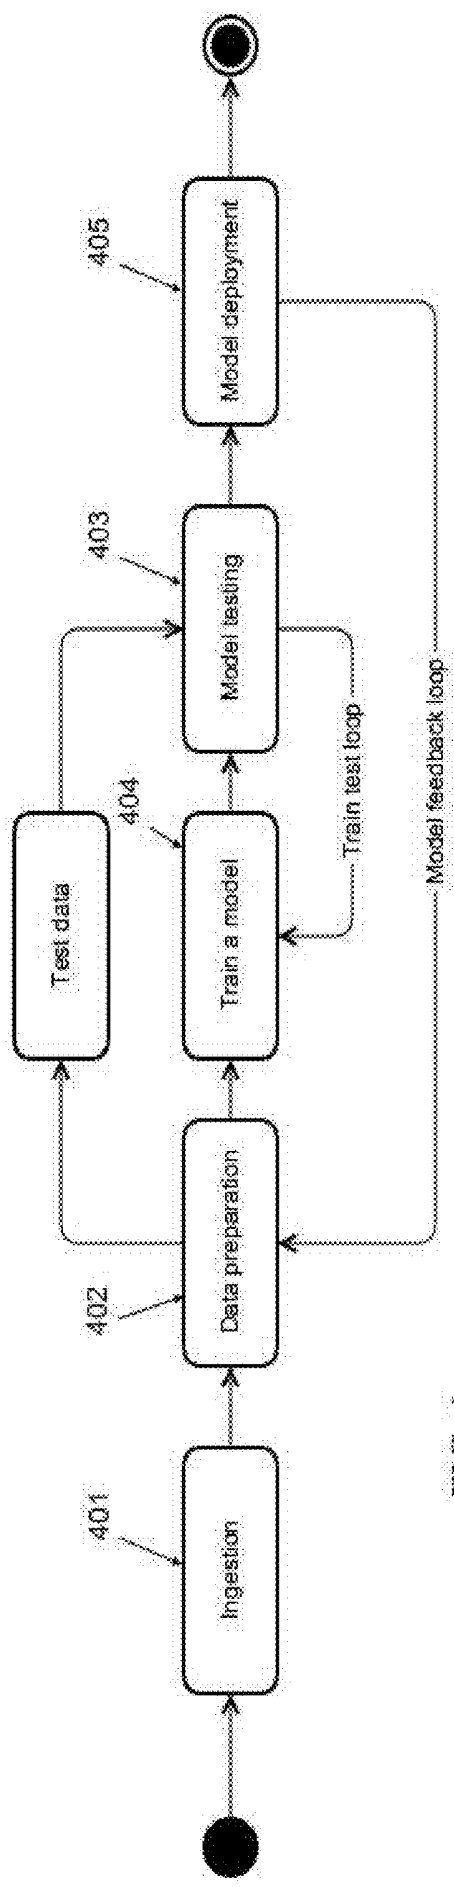 401
Ingestion
402
Data preparation
Test data
404
Train a model
403
Model testing
405
Model deployment
Train test loop
Model feedback loop